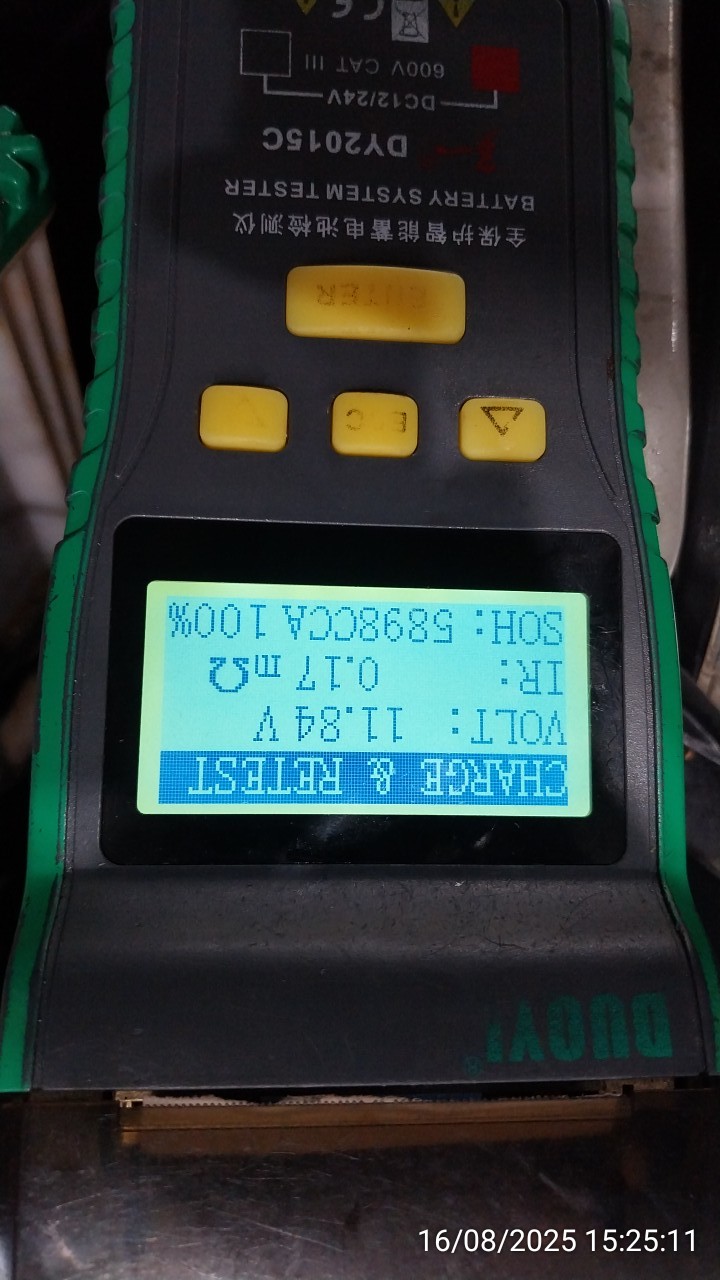 DUOYI®
CHARGE & RETEST
VOLT: 11.84 V
IR: 0.17 mΩ
SOH: 5898CCA 100%
ESC
ENTER
全保护智能蓄电池检测仪
BATTERY SYSTEM TESTER
DY2015C
DC12/24V
600V CAT III
CE
16/08/2025 15:25:11